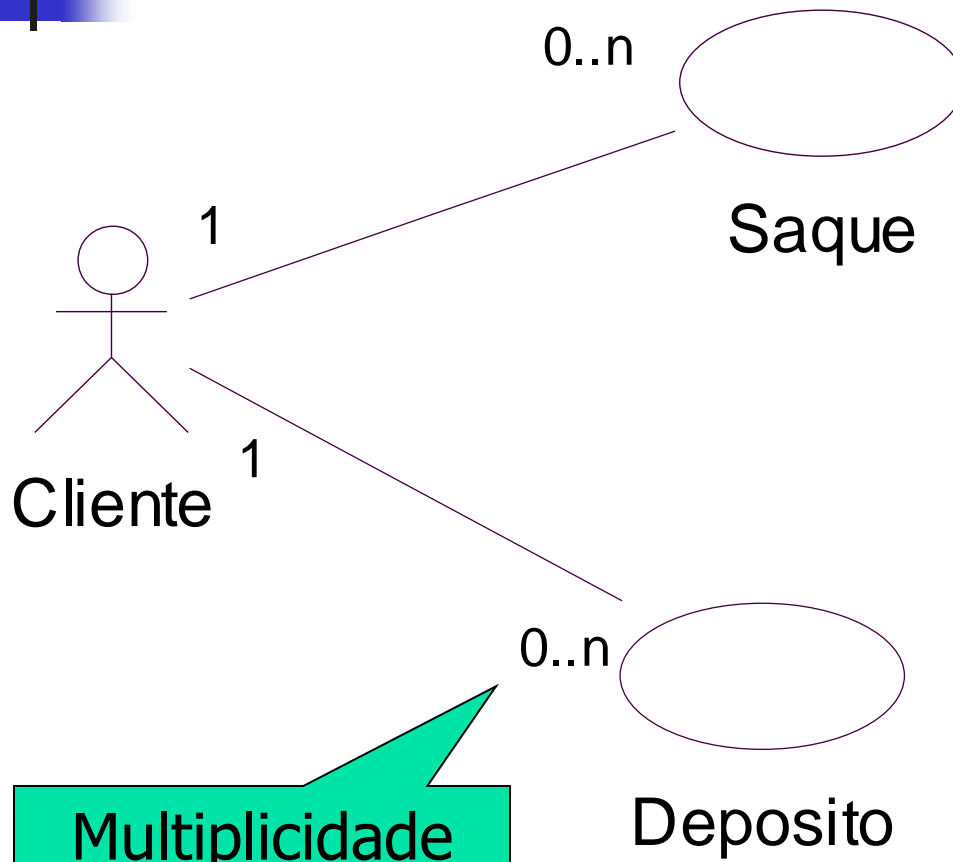 0..n
Saque
1
Cliente
1
0..n
Deposito
Multiplicidade